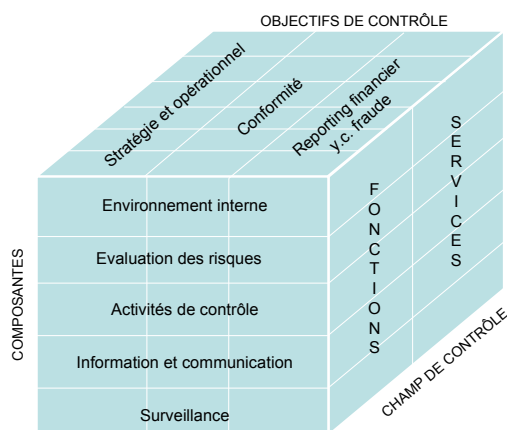 OBJECTIFS DE CONTRÔLE
Stratégie et opérationnel
Conformité
Reporting financier
y.c. fraude
COMPOSANTES
Environnement interne
Evaluation des risques
Activités de contrôle
Information et communication
Surveillance
FONCTIONS
SERVICES
CHAMP DE CONTRÔLE